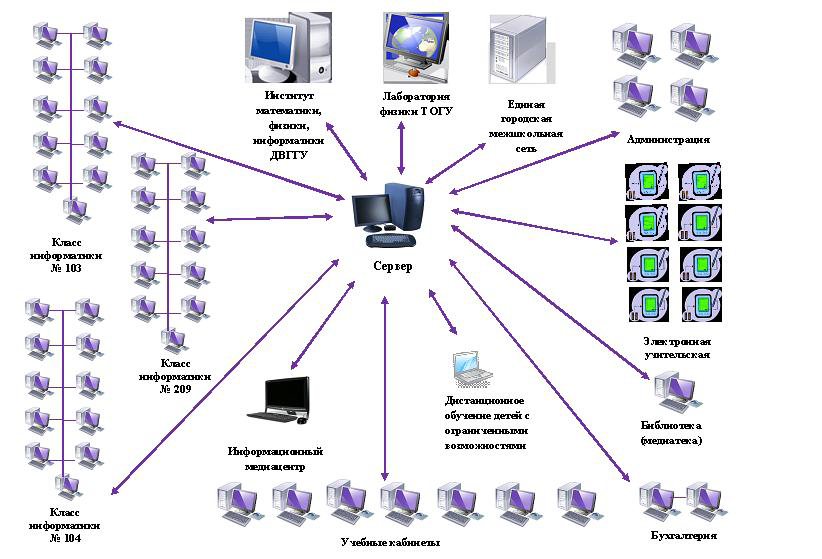 Институт
математики,
физики,
информатики
ДВГГУ
Лаборатория
физики ТОГУ
Единая
городская
межшкольная
сеть
Администрация
Класс
информатики
№ 103
Сервер
Электронная
учительская
Класс
информатики
№ 209
Дистанционное
обучение детей с
ограниченными
возможностями
Библиотека
(медиатека)
Информационный
медиацентр
Класс
информатики
№ 104
Учебные кабинеты
Бухгалтерия